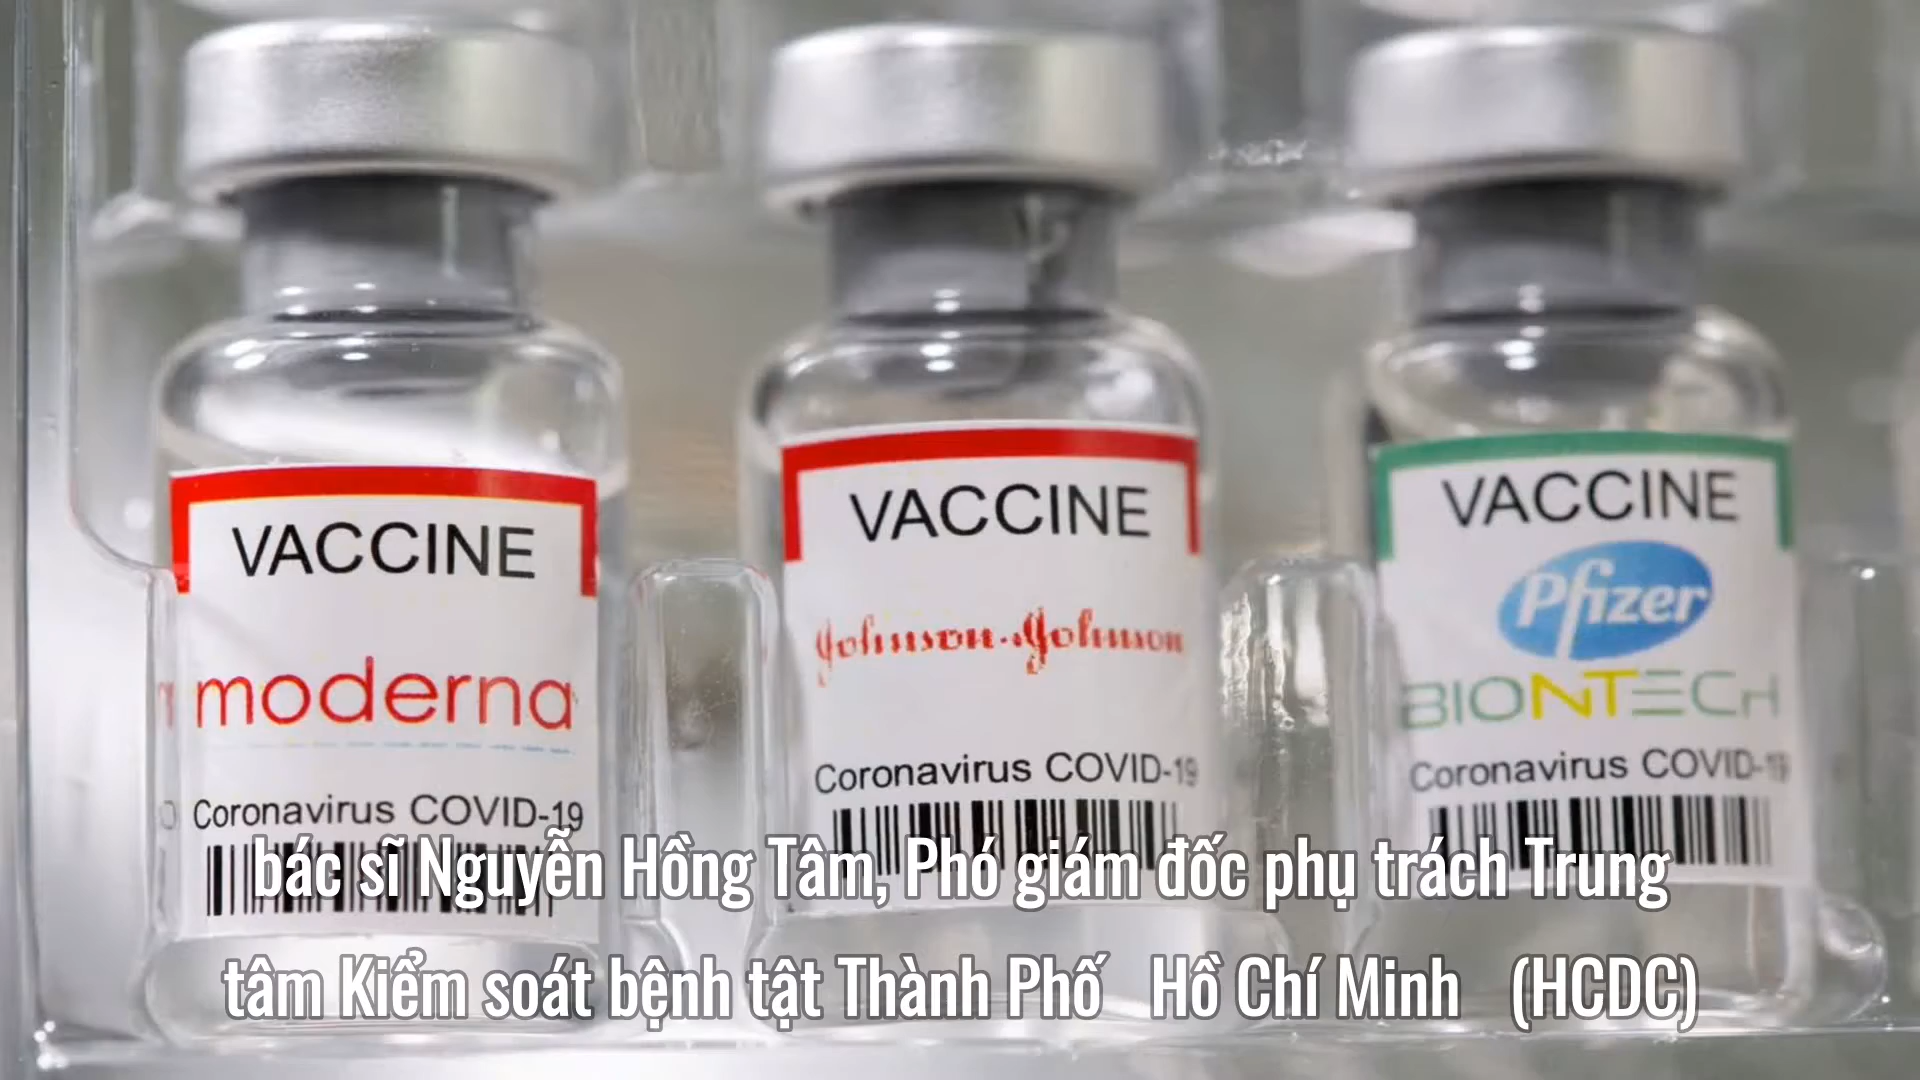 VACCINE
moderna
Coronavirus COVID-19
VACCINE
Johnson&Johnson
Coronavirus COVID-19
VACCINE
Pfizer
BIONTECH
Coronavirus COVID-19
bác sĩ Nguyễn Hồng Tâm, Phó giám đốc phụ trách Trung
tâm Kiểm soát bệnh tật Thành Phố Hồ Chí Minh (HCDC)